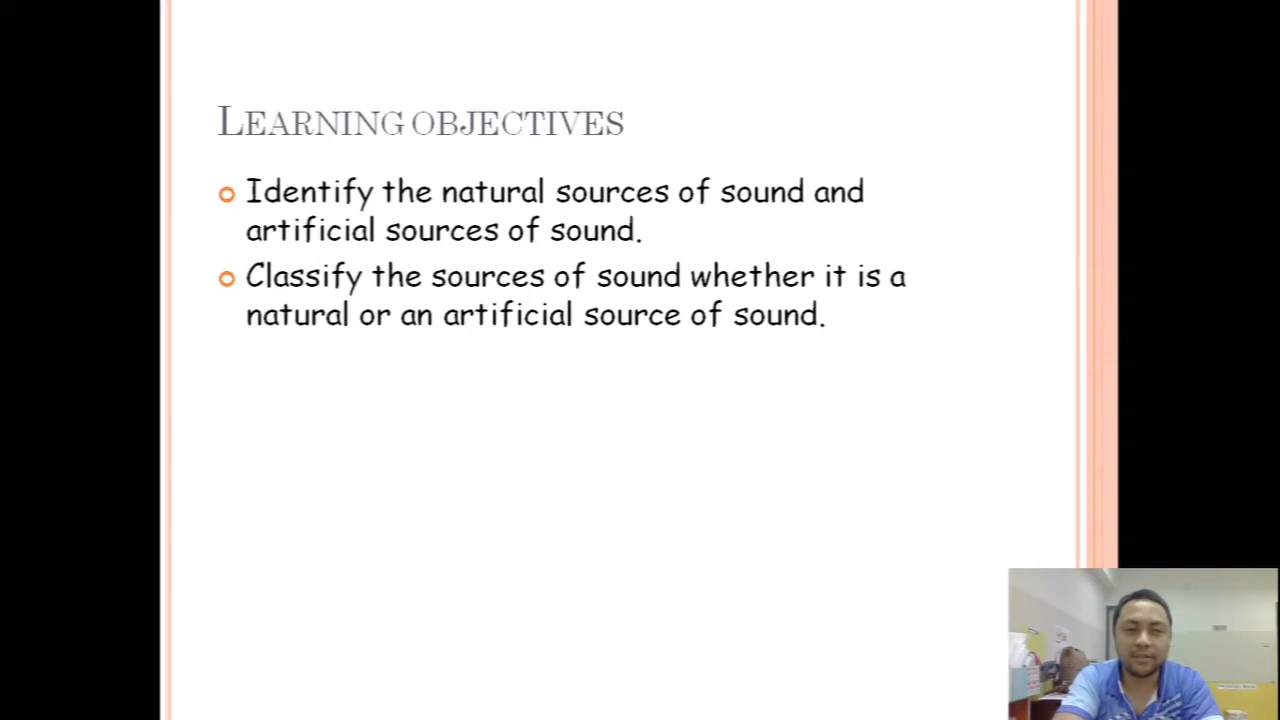 LEARNING OBJECTIVES
Identify the natural sources of sound and
artificial sources of sound.
Classify the sources of sound whether it is a
natural or an artificial source of sound.